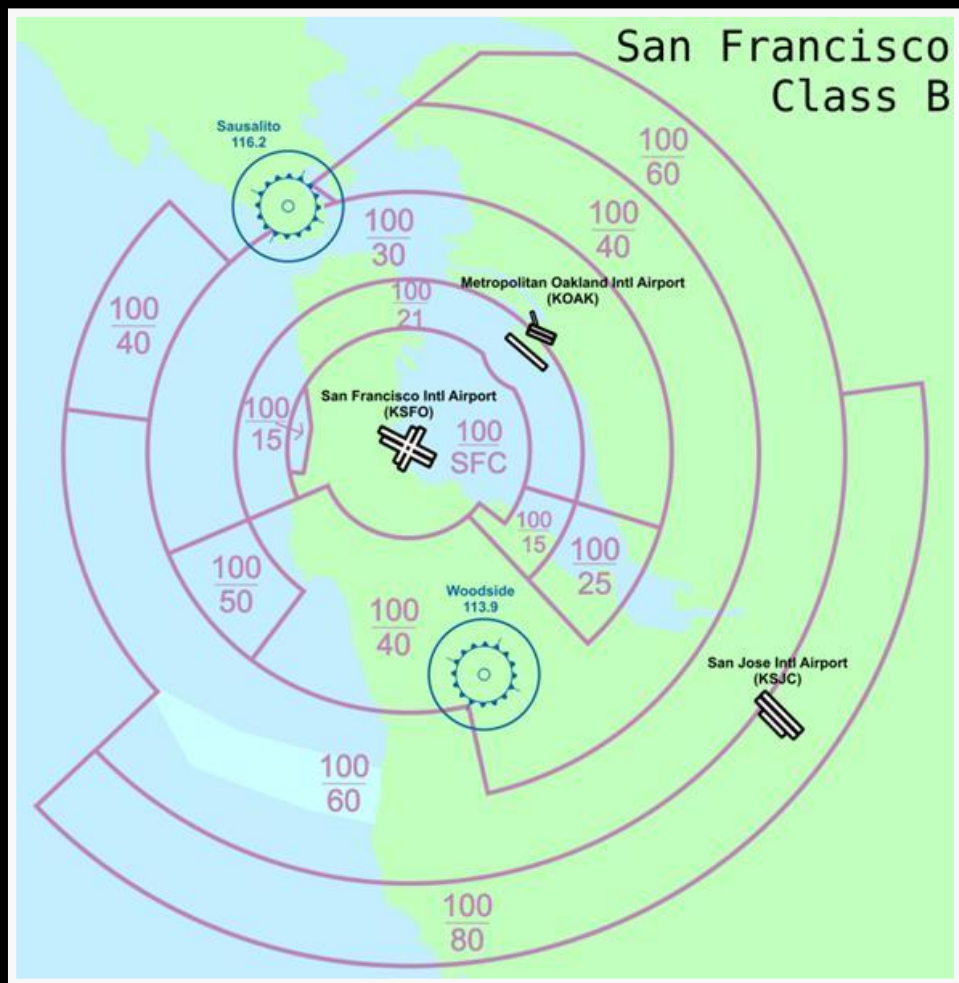 San Francisco
Class B
Sausalito
116.2
100
60
100
40
100
30
Metropolitan Oakland Intl Airport
(KOAK)
100
21
100
40
San Francisco Intl Airport
(KSFO)
100
15
100
SFC
100
15
100
25
100
50
Woodside
113.9
100
40
San Jose Intl Airport
(KSJC)
100
60
100
80